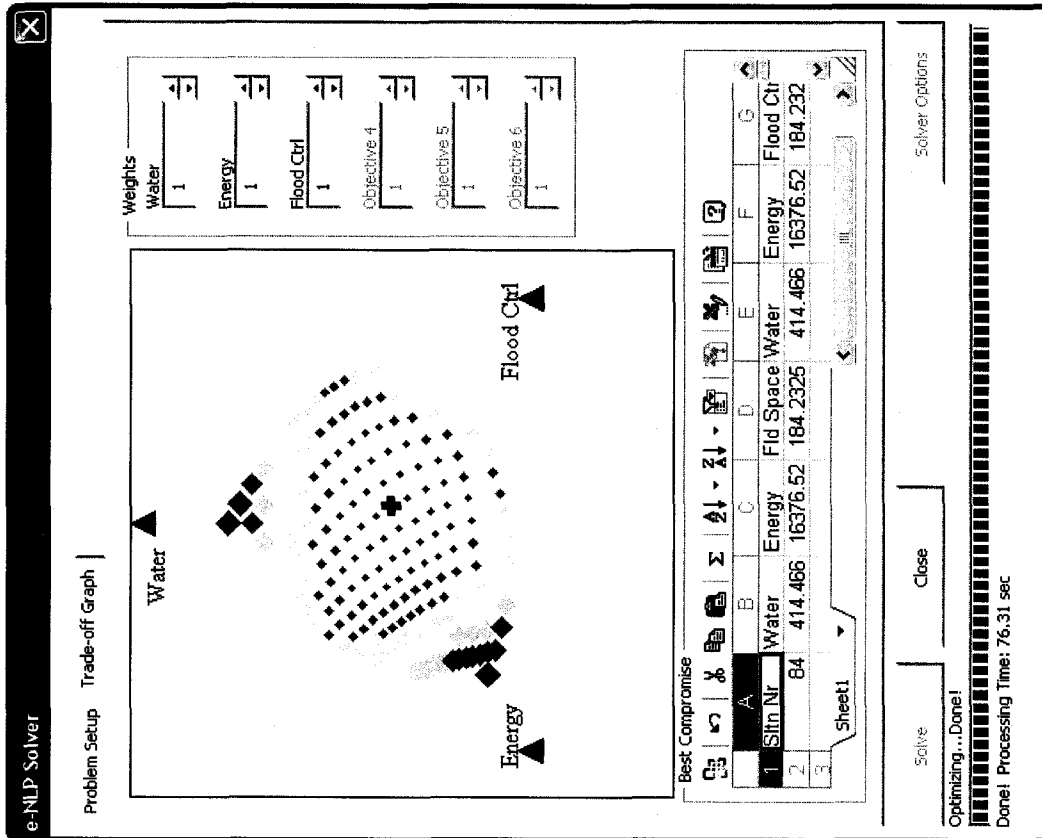 e-NLP Solver
Problem Setup Trade-off Graph
Water
Energy
Flood Ctrl
Weights
Water
1
Energy
1
Flood Ctrl
1
Objective 4
1
Objective 5
1
Objective 6
1
Best Compromise
A B C D E F G
1 Sltn Nr Water Energy Fld Space Water Energy Flood Ctr
2 84 414.466 16376.52 184.2325 414.466 16376.52 184.232
3
Sheet1
Solve Close Solver Options
Optimizing...Done!
Done! Processing Time: 76.31 sec